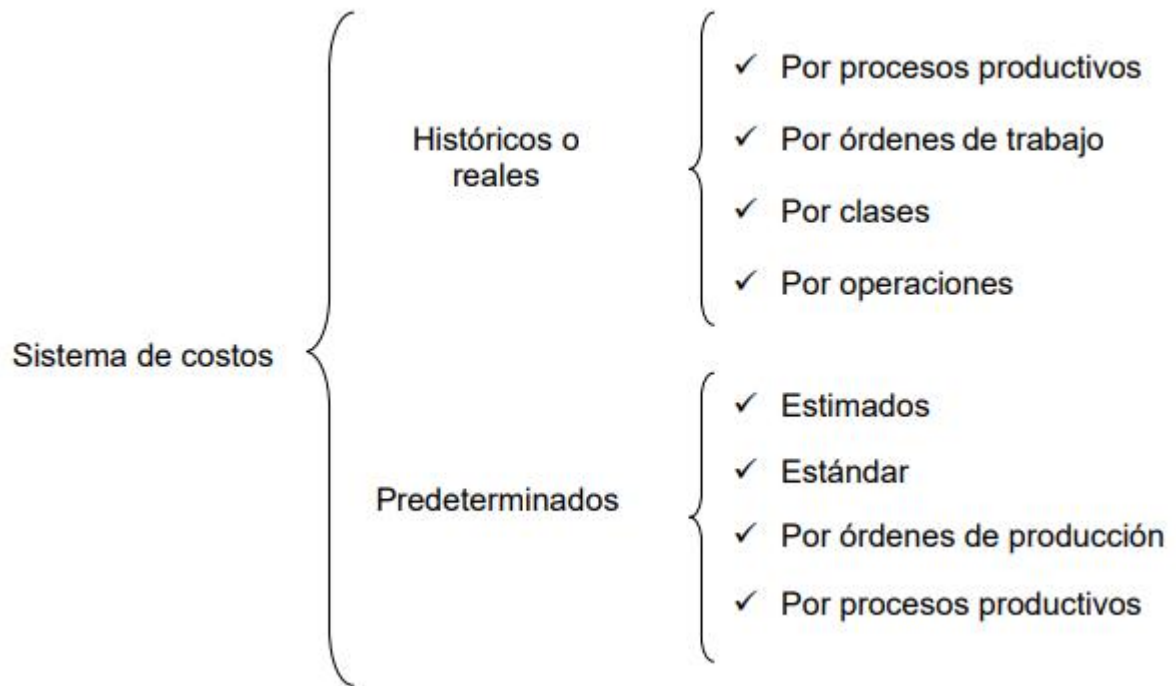 Sistema de costos
Históricos o
reales
✓ Por procesos productivos
✓ Por órdenes de trabajo
✓ Por clases
✓ Por operaciones
Predeterminados
✓ Estimados
✓ Estándar
✓ Por órdenes de producción
✓ Por procesos productivos